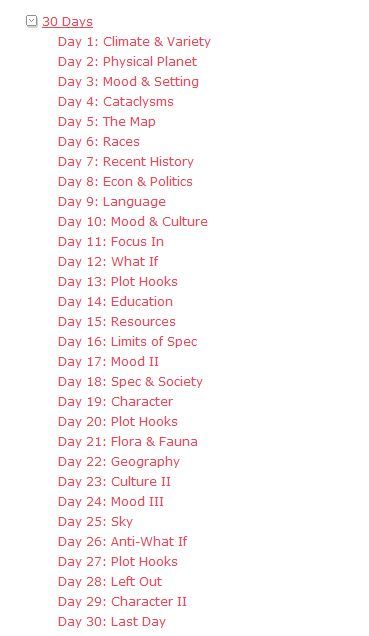 30 Days
Day 1: Climate & Variety
Day 2: Physical Planet
Day 3: Mood & Setting
Day 4: Cataclysms
Day 5: The Map
Day 6: Races
Day 7: Recent History
Day 8: Econ & Politics
Day 9: Language
Day 10: Mood & Culture
Day 11: Focus In
Day 12: What If
Day 13: Plot Hooks
Day 14: Education
Day 15: Resources
Day 16: Limits of Spec
Day 17: Mood II
Day 18: Spec & Society
Day 19: Character
Day 20: Plot Hooks
Day 21: Flora & Fauna
Day 22: Geography
Day 23: Culture II
Day 24: Mood III
Day 25: Sky
Day 26: Anti-What If
Day 27: Plot Hooks
Day 28: Left Out
Day 29: Character II
Day 30: Last Day